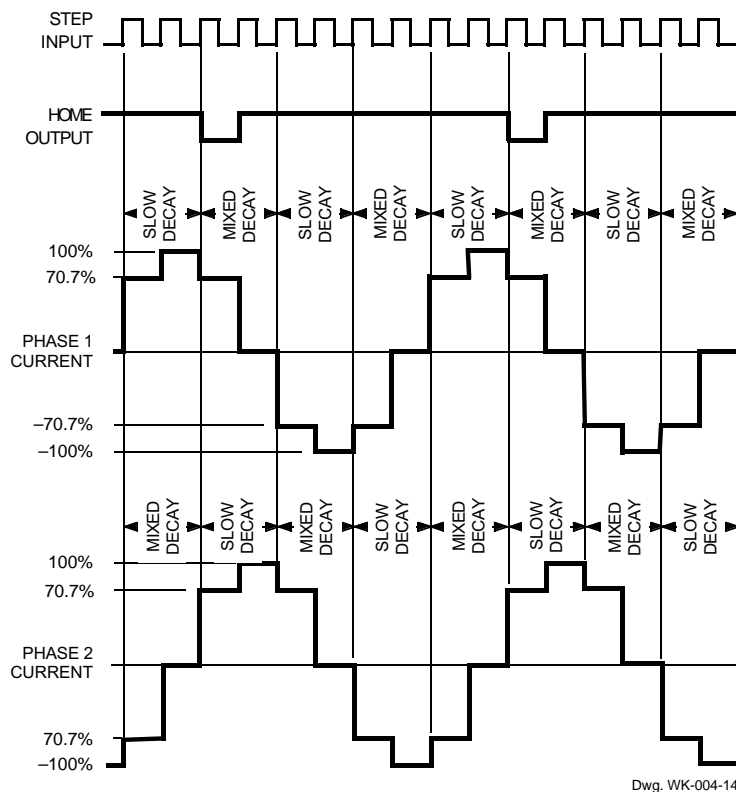 STEP
INPUT
HOME
OUTPUT
SLOW
DECAY
MIXED
DECAY
SLOW
DECAY
MIXED
DECAY
SLOW
DECAY
MIXED
DECAY
SLOW
DECAY
MIXED
DECAY
100%
70.7%
PHASE 1
CURRENT
–70.7%
–100%
MIXED
DECAY
SLOW
DECAY
MIXED
DECAY
SLOW
DECAY
MIXED
DECAY
SLOW
DECAY
MIXED
DECAY
SLOW
DECAY
100%
70.7%
PHASE 2
CURRENT
70.7%
–100%
Dwg. WK-004-14